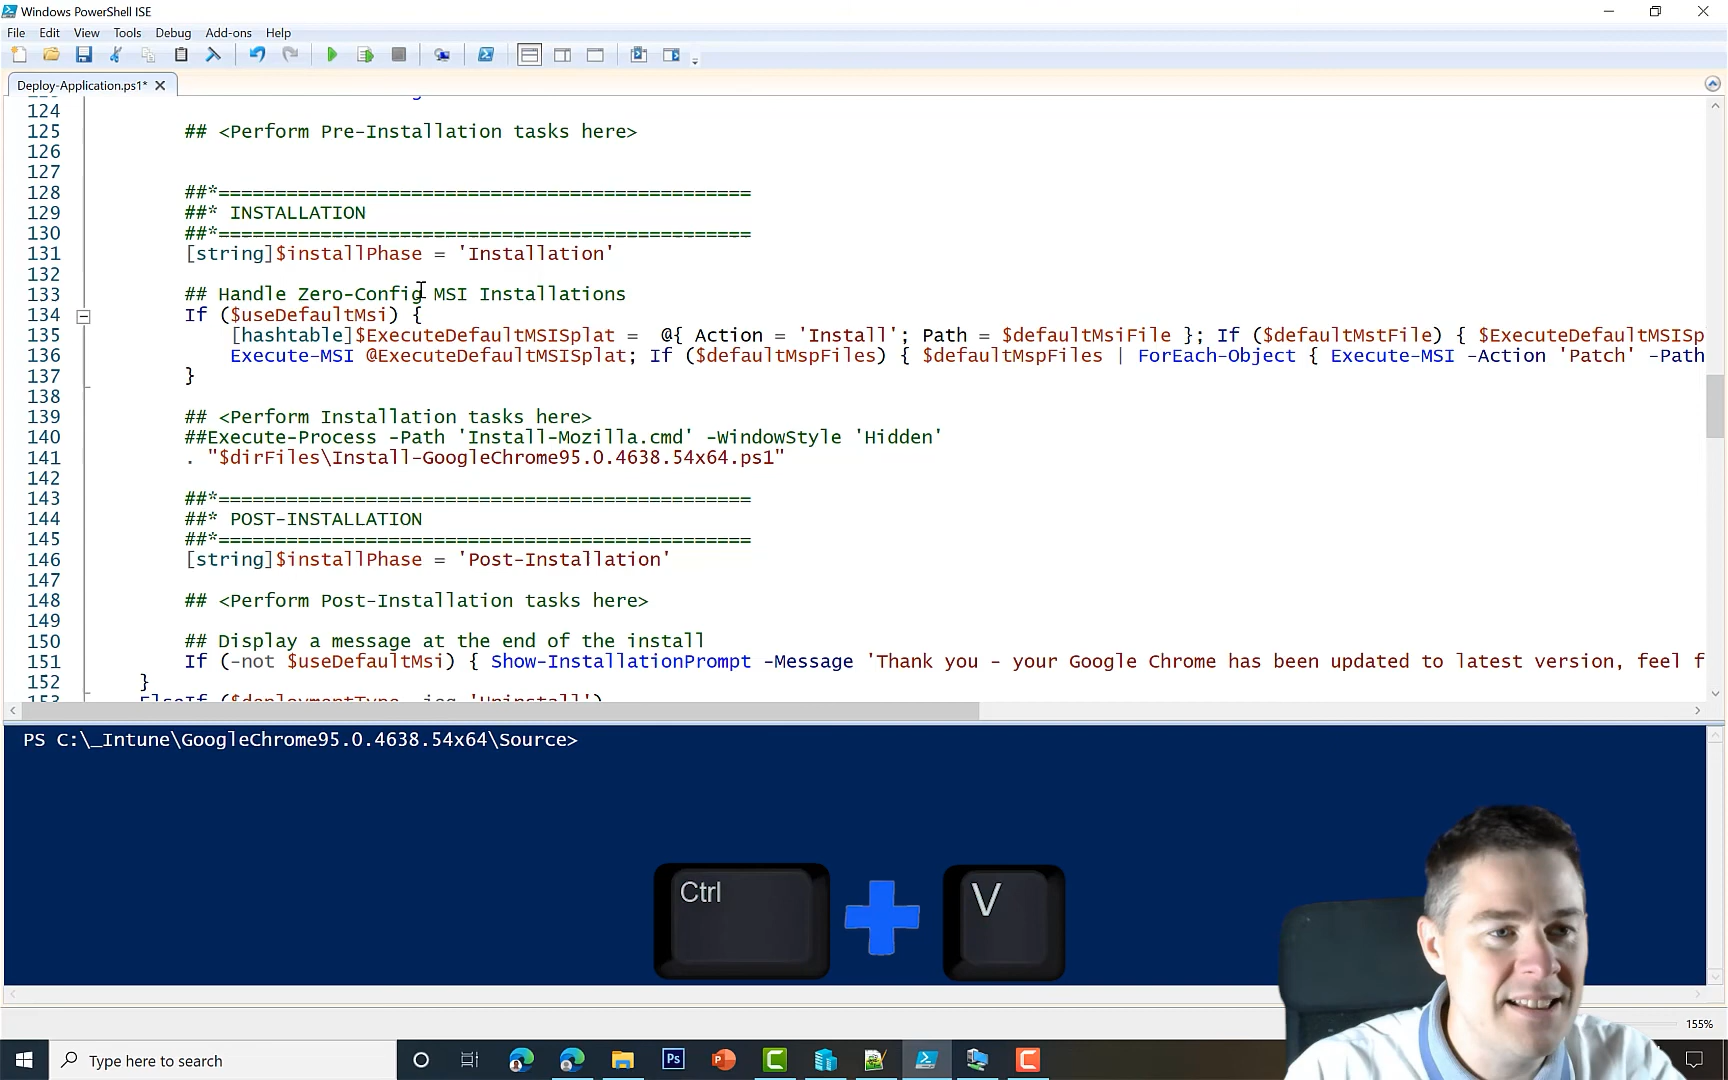 Windows PowerShell ISE
File Edit View Tools Debug Add-ons Help
Deploy-Application.ps1*
124
125 ## <Perform Pre-Installation tasks here>
126
127
128 ##*===============================================
129 ##* INSTALLATION
130 ##*===============================================
131 [string]$installPhase = 'Installation'
132
133 ## Handle Zero-Config MSI Installations
134 If ($useDefaultMsi) {
135 [hashtable]$ExecuteDefaultMSISplat = @{ Action = 'Install'; Path = $defaultMsiFile }; If ($defaultMstFile) { $ExecuteDefaultMSISp
136 Execute-MSI @ExecuteDefaultMSISplat; If ($defaultMspFiles) { $defaultMspFiles | ForEach-Object { Execute-MSI -Action 'Patch' -Path
137 }
138
139 ## <Perform Installation tasks here>
140 ##Execute-Process -Path 'Install-Mozilla.cmd' -WindowStyle 'Hidden'
141 . "$dirFiles\Install-GoogleChrome95.0.4638.54x64.ps1"
142
143 ##*===============================================
144 ##* POST-INSTALLATION
145 ##*===============================================
146 [string]$installPhase = 'Post-Installation'
147
148 ## <Perform Post-Installation tasks here>
149
150 ## Display a message at the end of the install
151 If (-not $useDefaultMsi) { Show-InstallationPrompt -Message 'Thank you - your Google Chrome has been updated to latest version, feel f
152 }
153 ElseIf ($deploymentType -ieq 'Uninstall')
PS C:\_Intune\GoogleChrome95.0.4638.54x64\Source>
Ctrl V
155%
Type here to search
Ps